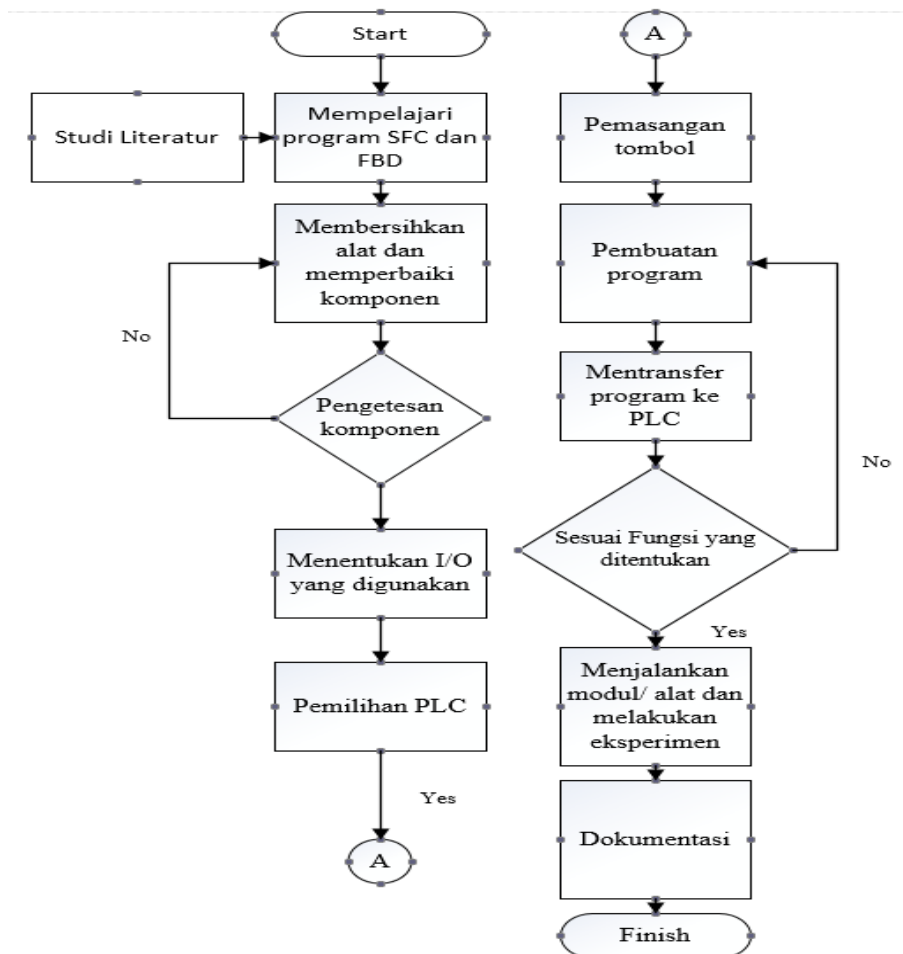 Start
Studi Literatur
Mempelajari
program SFC dan
FBD
Membersihkan
alat dan
memperbaiki
komponen
No
Pengetesan
komponen
Menentukan I/O
yang digunakan
Pemilihan PLC
Yes
A
A
Pemasangan
tombol
Pembuatan
program
Mentransfer
program ke
PLC
No
Sesuai Fungsi yang
ditentukan
Yes
Menjalankan
modul/ alat dan
melakukan
eksperimen
Dokumentasi
Finish